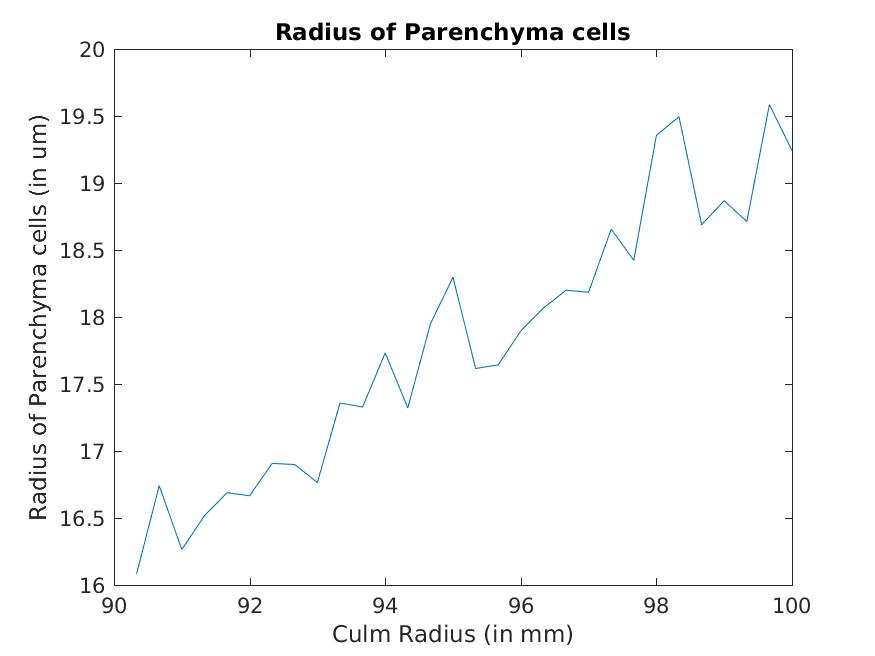 Radius of Parenchyma cells
20
19.5
19
18.5
18
17.5
17
16.5
16
Radius of Parenchyma cells (in um)
90 92 94 96 98 100
Culm Radius (in mm)